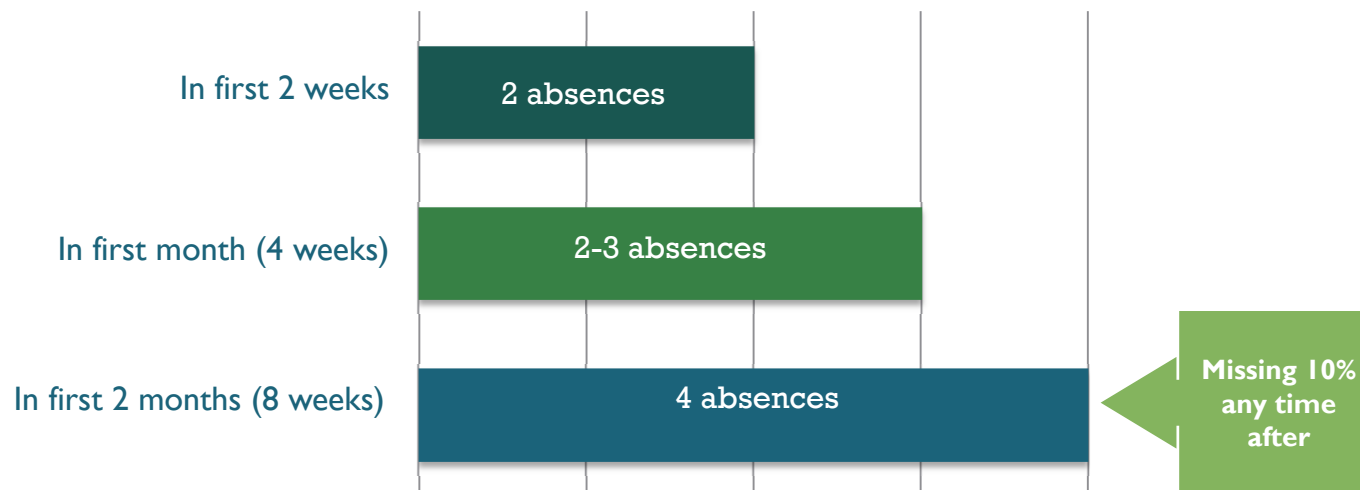 In first 2 weeks
2 absences
In first month (4 weeks)
2-3 absences
In first 2 months (8 weeks)
4 absences
Missing 10%
any time
after